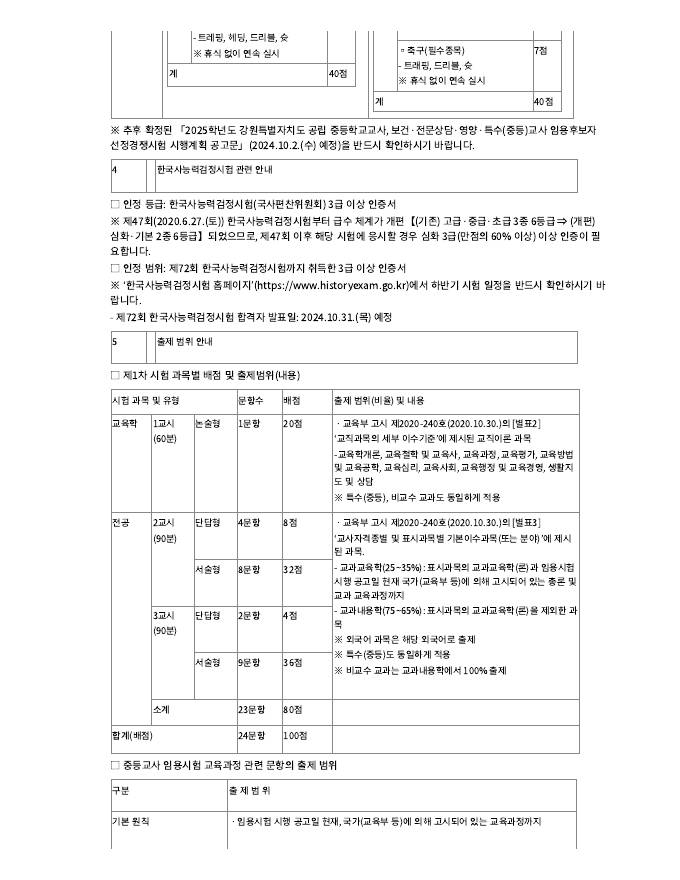 - 트레핑, 헤딩, 드리블, 슛
※ 휴식 없이 연속 실시
계 40점
▫ 축구(필수종목) 7점
- 트래핑, 드리블, 슛
※ 휴식 없이 연속 실시
계 40점
※ 추후 확정된 「2025학년도 강원특별자치도 공립 중등학교교사, 보건·전문상담·영양·특수(중등)교사 임용후보자
선정경쟁시험 시행계획 공고문」(2024.10.2.(수) 예정)을 반드시 확인하시기 바랍니다.
4 한국사능력검정시험 관련 안내
□ 인정 등급: 한국사능력검정시험(국사편찬위원회) 3급 이상 인증서
※ 제47회(2020.6.27.(토)) 한국사능력검정시험부터 급수 체계가 개편【(기존) 고급·중급·초급 3종 6등급⇒ (개편)
심화·기본 2종 6등급】되었으므로, 제47회 이후 해당 시험에 응시할 경우 심화 3급(만점의 60% 이상) 이상 인증이 필
요합니다.
□ 인정 범위: 제72회 한국사능력검정시험까지 취득한 3급 이상 인증서
※ ‘한국사능력검정시험 홈페이지’(https://www.historyexam.go.kr)에서 하반기 시험 일정을 반드시 확인하시기 바
랍니다.
- 제72회 한국사능력검정시험 합격자 발표일: 2024.10.31.(목) 예정
5 출제 범위 안내
□ 제1차 시험 과목별 배점 및 출제범위(내용)
시험 과목 및 유형 문항수 배점 출제 범위(비율) 및 내용
교육학 1교시 논술형 1문항 20점 · 교육부 고시 제2020-240호(2020.10.30.)의 [별표2]
(60분) ‘교직과목의 세부 이수기준’에 제시된 교직이론 과목
-교육학개론, 교육철학 및 교육사, 교육과정, 교육평가, 교육방법
및 교육공학, 교육심리, 교육사회, 교육행정 및 교육경영, 생활지
도 및 상담
※ 특수(중등), 비교수 교과도 동일하게 적용
전공 2교시 단답형 4문항 8점 · 교육부 고시 제2020-240호(2020.10.30.)의 [별표3]
(90분) ‘교사자격종별 및 표시과목별 기본이수과목(또는 분야)’에 제시
된 과목.
서술형 8문항 32점 - 교과교육학(25~35%) : 표시과목의 교과교육학(론)과 임용시험
시행 공고일 현재 국가(교육부 등)에 의해 고시되어 있는 총론 및
교과 교육과정까지
3교시 단답형 2문항 4점 - 교과내용학(75~65%) : 표시과목의 교과교육학(론)을 제외한 과
(90분) 목
※ 외국어 과목은 해당 외국어로 출제
※ 특수(중등)도 동일하게 적용
서술형 9문항 36점 ※ 비교수 교과는 교과내용학에서 100% 출제
소계 23문항 80점
합계(배점) 24문항 100점
□ 중등교사 임용시험 교육과정 관련 문항의 출제 범위
구분 출 제 범 위
기본 원칙 · 임용시험 시행 공고일 현재, 국가(교육부 등)에 의해 고시되어 있는 교육과정까지